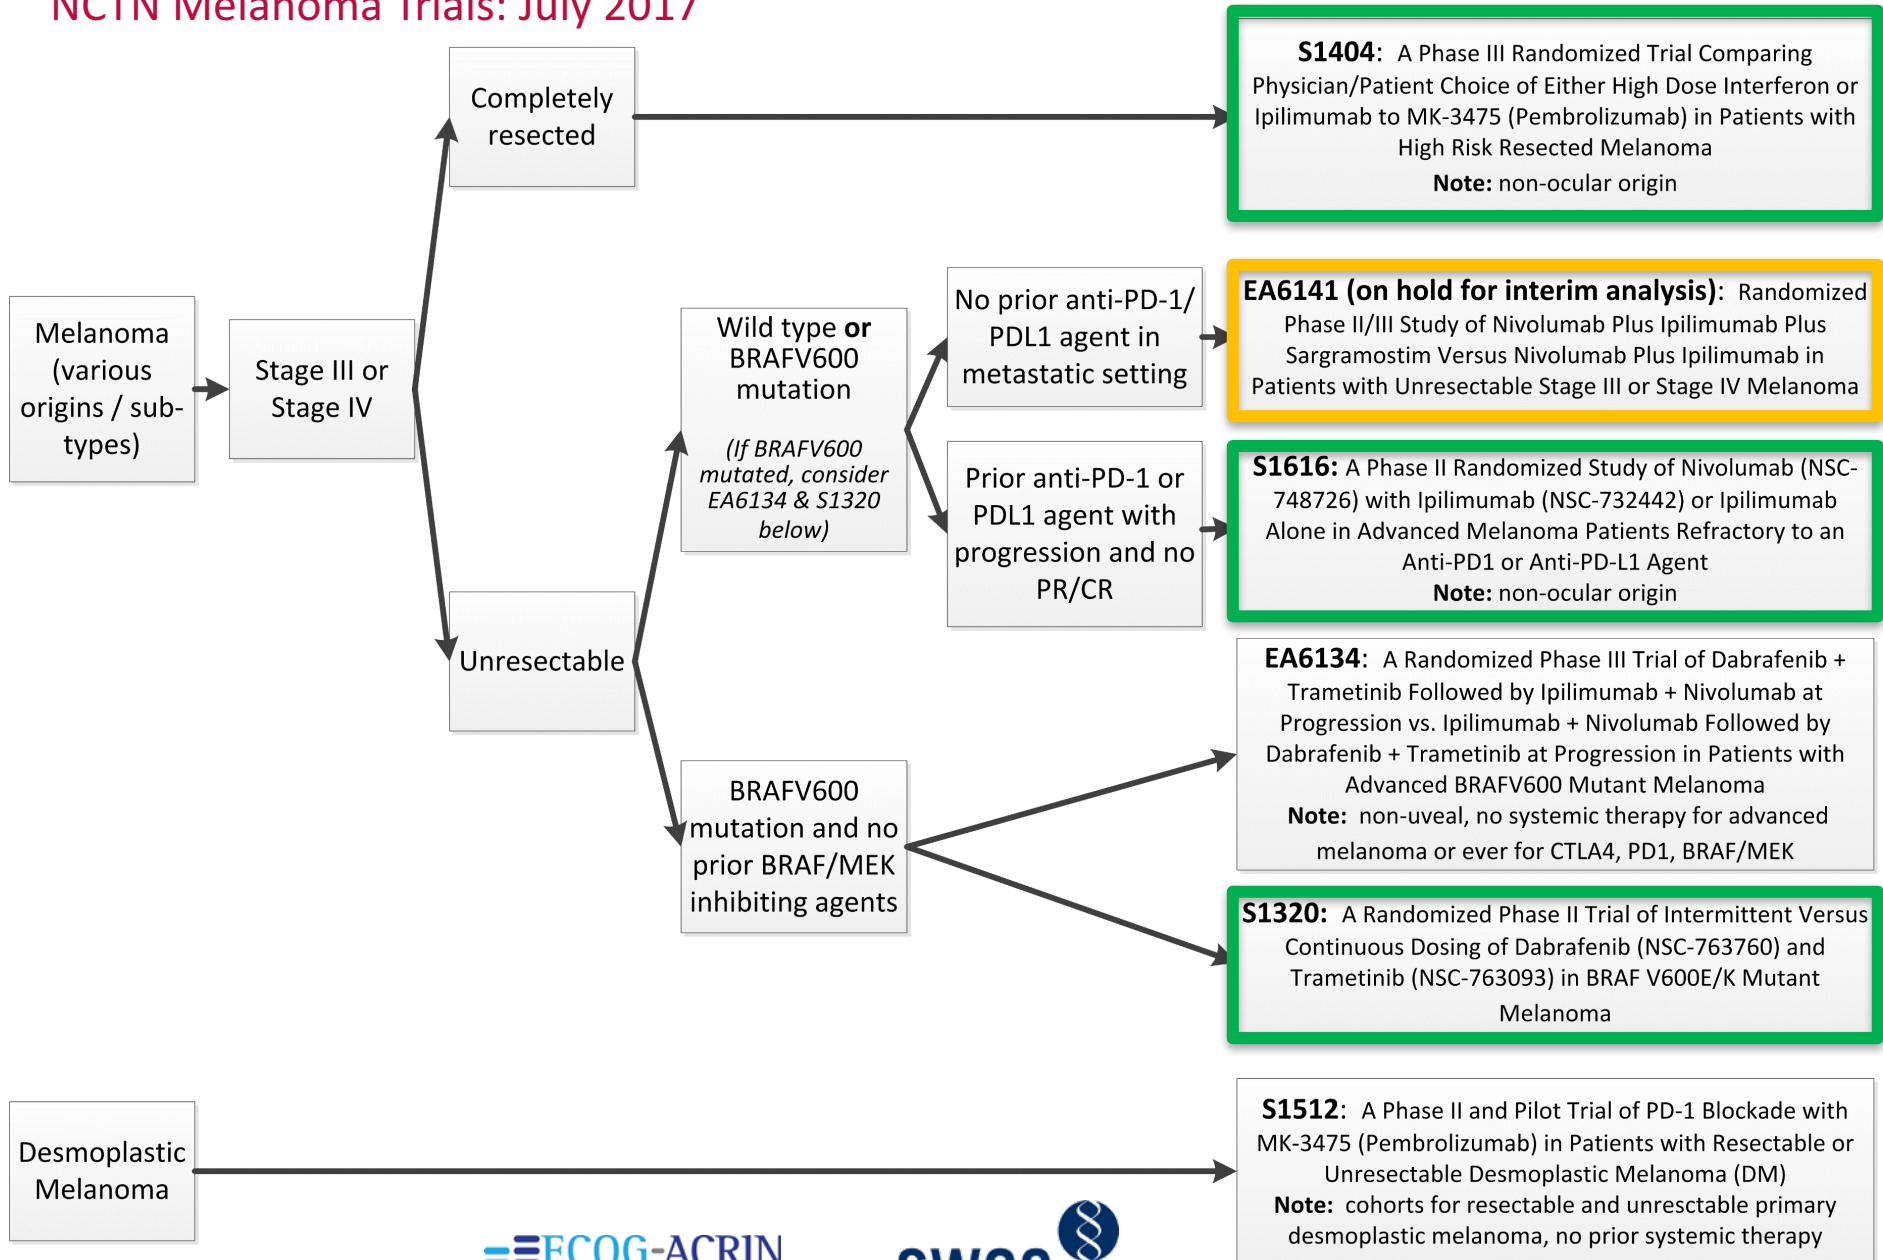 NCTN Melanoma Trials: July 2017
Completely
resected
S1404: A Phase III Randomized Trial Comparing
Physician/Patient Choice of Either High Dose Interferon or
Ipilimumab to MK-3475 (Pembrolizumab) in Patients with
High Risk Resected Melanoma
Note: non-ocular origin
Melanoma
(various
origins / sub-
types)
Stage III or
Stage IV
Wild type or
BRAFV600
mutation
(If BRAFV600
mutated, consider
EA6134 & S1320
below)
No prior anti-PD-1/
PDL1 agent in
metastatic setting
EA6141 (on hold for interim analysis): Randomized
Phase II/III Study of Nivolumab Plus Ipilimumab Plus
Sargramostim Versus Nivolumab Plus Ipilimumab in
Patients with Unresectable Stage III or Stage IV Melanoma
Prior anti-PD-1 or
PDL1 agent with
progression and no
PR/CR
S1616: A Phase II Randomized Study of Nivolumab (NSC-
748726) with Ipilimumab (NSC-732442) or Ipilimumab
Alone in Advanced Melanoma Patients Refractory to an
Anti-PD1 or Anti-PD-L1 Agent
Note: non-ocular origin
Unresectable
BRAFV600
mutation and no
prior BRAF/MEK
inhibiting agents
EA6134: A Randomized Phase III Trial of Dabrafenib +
Trametinib Followed by Ipilimumab + Nivolumab at
Progression vs. Ipilimumab + Nivolumab Followed by
Dabrafenib + Trametinib at Progression in Patients with
Advanced BRAFV600 Mutant Melanoma
Note: non-uveal, no systemic therapy for advanced
melanoma or ever for CTLA4, PD1, BRAF/MEK
S1320: A Randomized Phase II Trial of Intermittent Versus
Continuous Dosing of Dabrafenib (NSC-763760) and
Trametinib (NSC-763093) in BRAF V600E/K Mutant
Melanoma
Desmoplastic
Melanoma
S1512: A Phase II and Pilot Trial of PD-1 Blockade with
MK-3475 (Pembrolizumab) in Patients with Resectable or
Unresectable Desmoplastic Melanoma (DM)
Note: cohorts for resectable and unresctable primary
desmoplastic melanoma, no prior systemic therapy
ECOG-ACRIN